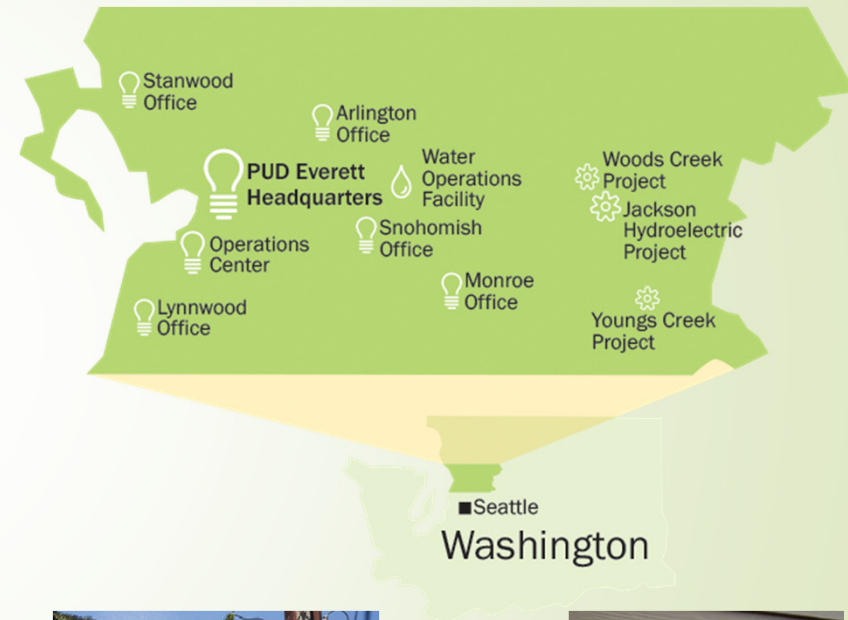 Stanwood
Office
Arlington
Office
PUD Everett
Headquarters
Water
Operations
Facility
Woods Creek
Project
Jackson
Hydroelectric
Project
Snohomish
Office
Operations
Center
Monroe
Office
Lynnwood
Office
Youngs Creek
Project
Seattle
Washington